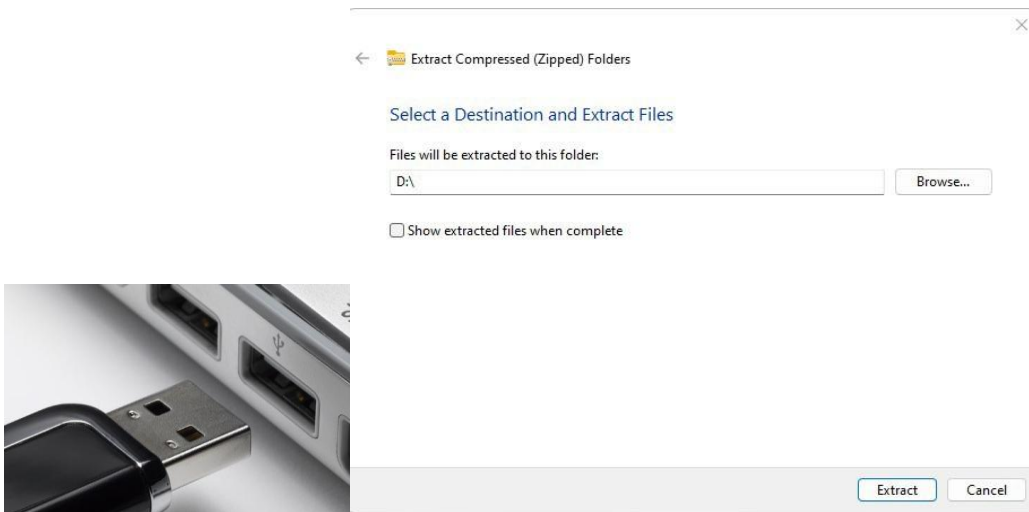 Extract Compressed (Zipped) Folders
Select a Destination and Extract Files
Files will be extracted to this folder:
D:\
Browse...
Show extracted files when complete
Extract
Cancel